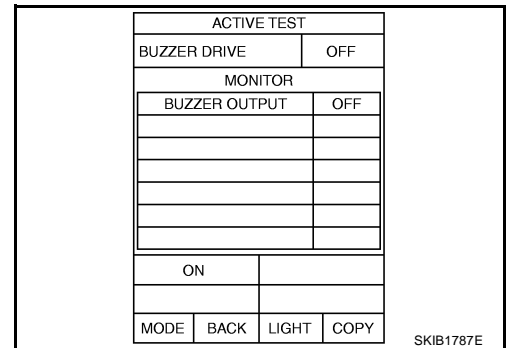 ACTIVE TEST
BUZZER DRIVE OFF
MONITOR
BUZZER OUTPUT OFF
ON
MODE BACK LIGHT COPY
SKIB1787E